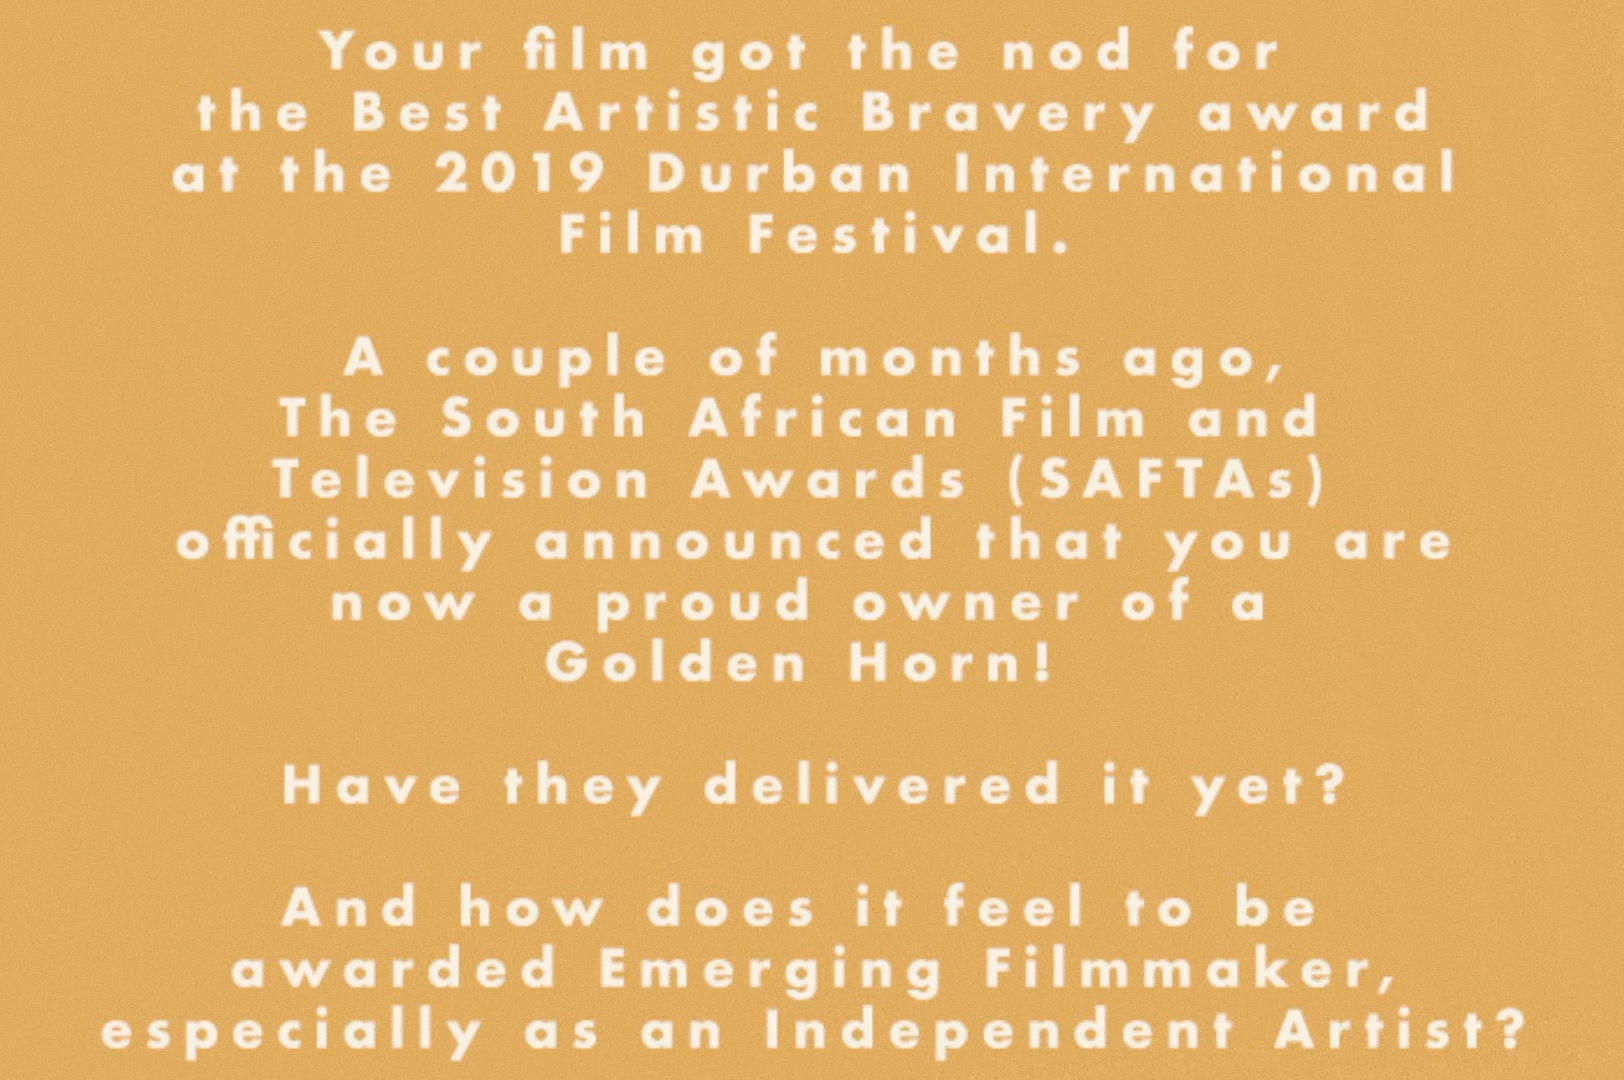 Your film got the nod for
the Best Artistic Bravery award
at the 2019 Durban International
Film Festival.
A couple of months ago,
The South African Film and
Television Awards (SAFTAs)
officially announced that you are
now a proud owner of a
Golden Horn!
Have they delivered it yet?
And how does it feel to be
awarded Emerging Filmmaker,
especially as an Independent Artist?